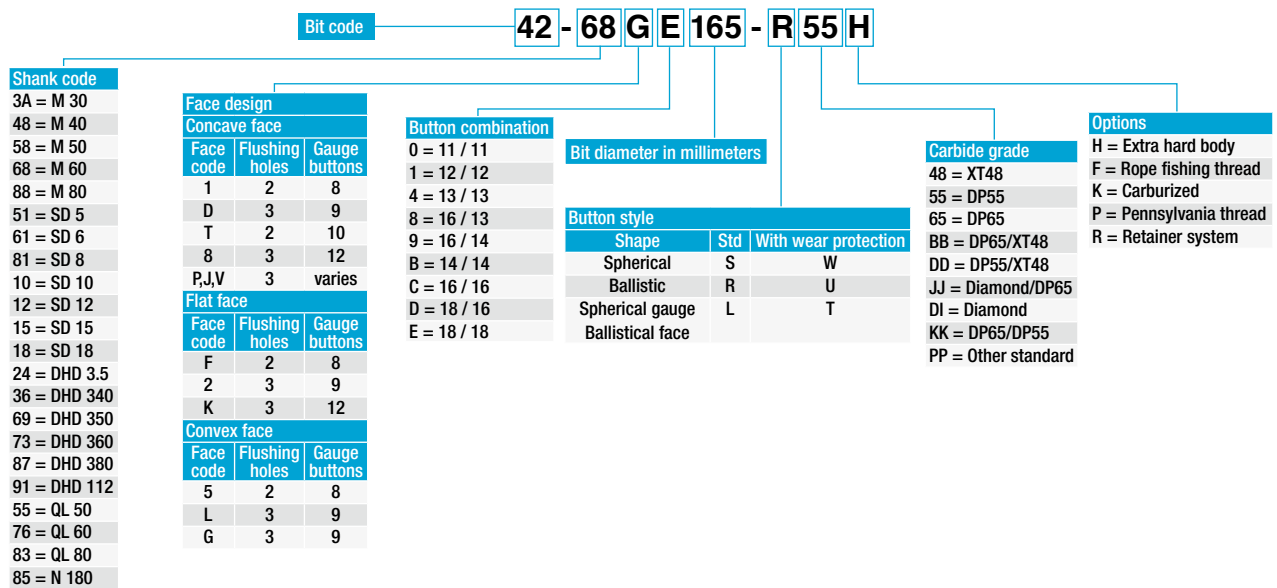 Bit code 42 - 68 G E 165 - R 55 H
Shank code
3A = M 30
48 = M 40
58 = M 50
68 = M 60
88 = M 80
51 = SD 5
61 = SD 6
81 = SD 8
10 = SD 10
12 = SD 12
15 = SD 15
18 = SD 18
24 = DHD 3.5
36 = DHD 340
69 = DHD 350
73 = DHD 360
87 = DHD 380
91 = DHD 112
55 = QL 50
76 = QL 60
83 = QL 80
85 = N 180
Face design
Concave face
Face code Flushing holes Gauge buttons
1 2 8
D 3 9
T 2 10
8 3 12
P,J,V 3 varies
Flat face
Face code Flushing holes Gauge buttons
F 2 8
2 3 9
K 3 12
Convex face
Face code Flushing holes Gauge buttons
5 2 8
L 3 9
G 3 9
Button combination
0 = 11 / 11
1 = 12 / 12
4 = 13 / 13
8 = 16 / 13
9 = 16 / 14
B = 14 / 14
C = 16 / 16
D = 18 / 16
E = 18 / 18
Bit diameter in millimeters
Button style
Shape Std With wear protection
Spherical S W
Ballistic R U
Spherical gauge L T
Ballistical face
Carbide grade
48 = XT48
55 = DP55
65 = DP65
BB = DP65/XT48
DD = DP55/XT48
JJ = Diamond/DP65
DI = Diamond
KK = DP65/DP55
PP = Other standard
Options
H = Extra hard body
F = Rope fishing thread
K = Carburized
P = Pennsylvania thread
R = Retainer system